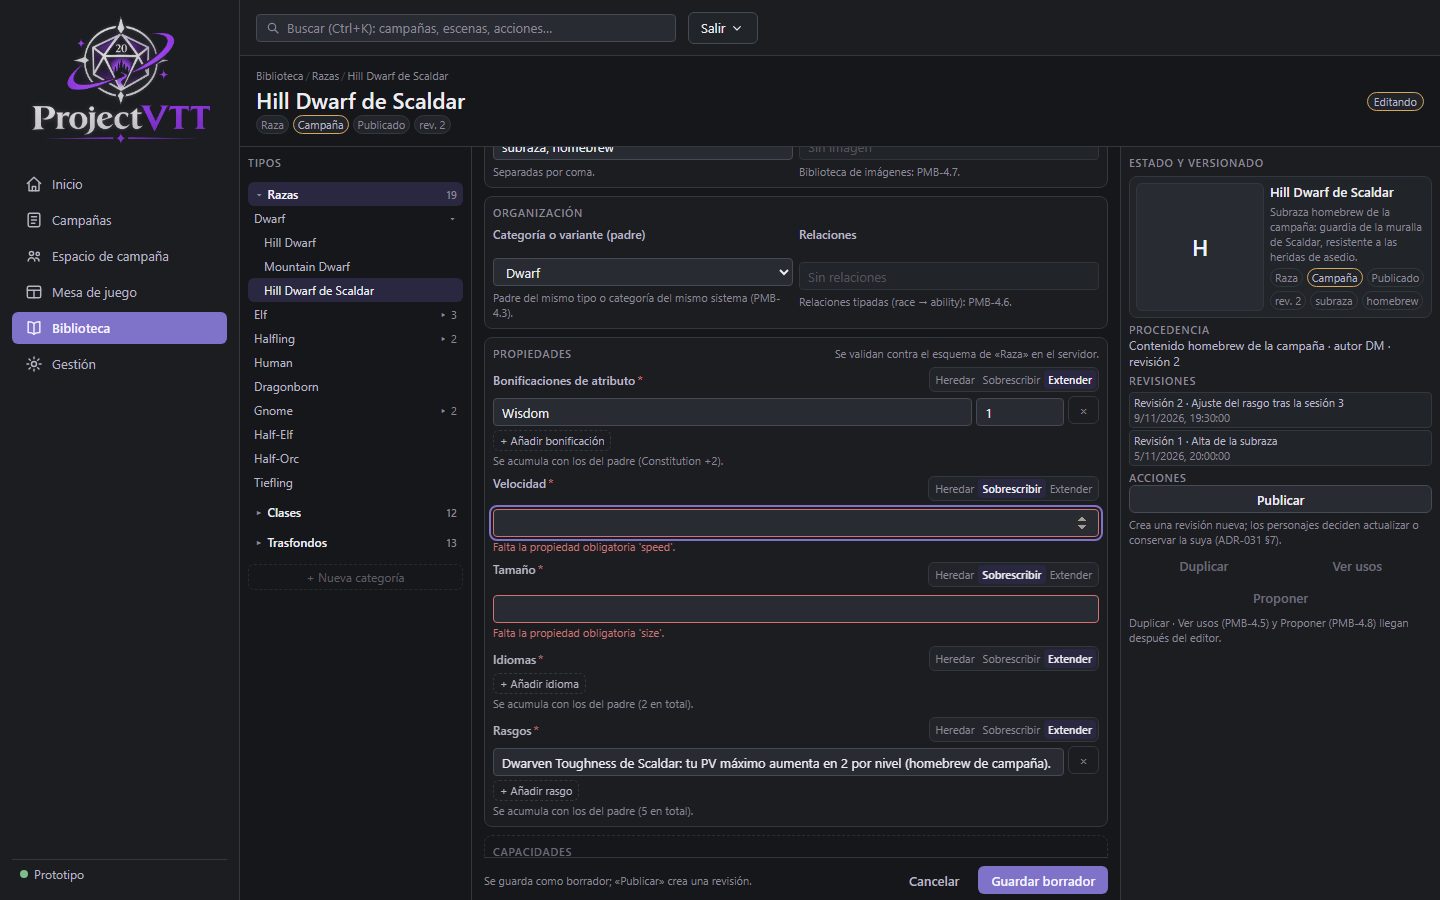 20
ProjectVTT
Inicio
Campañas
Espacio de campaña
Mesa de juego
Biblioteca
Gestión
Prototipo
Buscar (Ctrl+K): campañas, escenas, acciones...
Salir
Biblioteca / Razas / Hill Dwarf de Scaldar
Hill Dwarf de Scaldar
Raza Campaña Publicado rev. 2
Editando
TIPOS
Razas 19
Dwarf
Hill Dwarf
Mountain Dwarf
Hill Dwarf de Scaldar
Elf 3
Halfling 2
Human
Dragonborn
Gnome 2
Half-Elf
Half-Orc
Tiefling
Clases 12
Trasfondos 13
+ Nueva categoría
subraza, homebrew
Sin imagen
Separadas por coma.
Biblioteca de imágenes: PMB-4.7.
ORGANIZACIÓN
Categoría o variante (padre)
Relaciones
Dwarf
Sin relaciones
Padre del mismo tipo o categoría del mismo sistema (PMB-
4.3).
Relaciones tipadas (race → ability): PMB-4.6.
PROPIEDADES
Se validan contra el esquema de «Raza» en el servidor.
Bonificaciones de atributo *
Heredar Sobrescribir Extender
Wisdom
1
×
+ Añadir bonificación
Se acumula con los del padre (Constitution +2).
Velocidad *
Heredar Sobrescribir Extender
Falta la propiedad obligatoria 'speed'.
Tamaño *
Heredar Sobrescribir Extender
Falta la propiedad obligatoria 'size'.
Idiomas *
Heredar Sobrescribir Extender
+ Añadir idioma
Se acumula con los del padre (2 en total).
Rasgos *
Heredar Sobrescribir Extender
Dwarven Toughness de Scaldar: tu PV máximo aumenta en 2 por nivel (homebrew de campaña).
×
+ Añadir rasgo
Se acumula con los del padre (5 en total).
CAPACIDADES
Se guarda como borrador; «Publicar» crea una revisión.
Cancelar
Guardar borrador
ESTADO Y VERSIONADO
H
Hill Dwarf de Scaldar
Subraza homebrew de la
campaña: guardia de la muralla
de Scaldar, resistente a las
heridas de asedio.
Raza Campaña Publicado
rev. 2 subraza homebrew
PROCEDENCIA
Contenido homebrew de la campaña · autor DM ·
revisión 2
REVISIONES
Revisión 2 · Ajuste del rasgo tras la sesión 3
9/11/2026, 19:30:00
Revisión 1 · Alta de la subraza
5/11/2026, 20:00:00
ACCIONES
Publicar
Crea una revisión nueva; los personajes deciden actualizar o
conservar la suya (ADR-031 §7).
Duplicar
Ver usos
Proponer
Duplicar · Ver usos (PMB-4.5) y Proponer (PMB-4.8) llegan
después del editor.